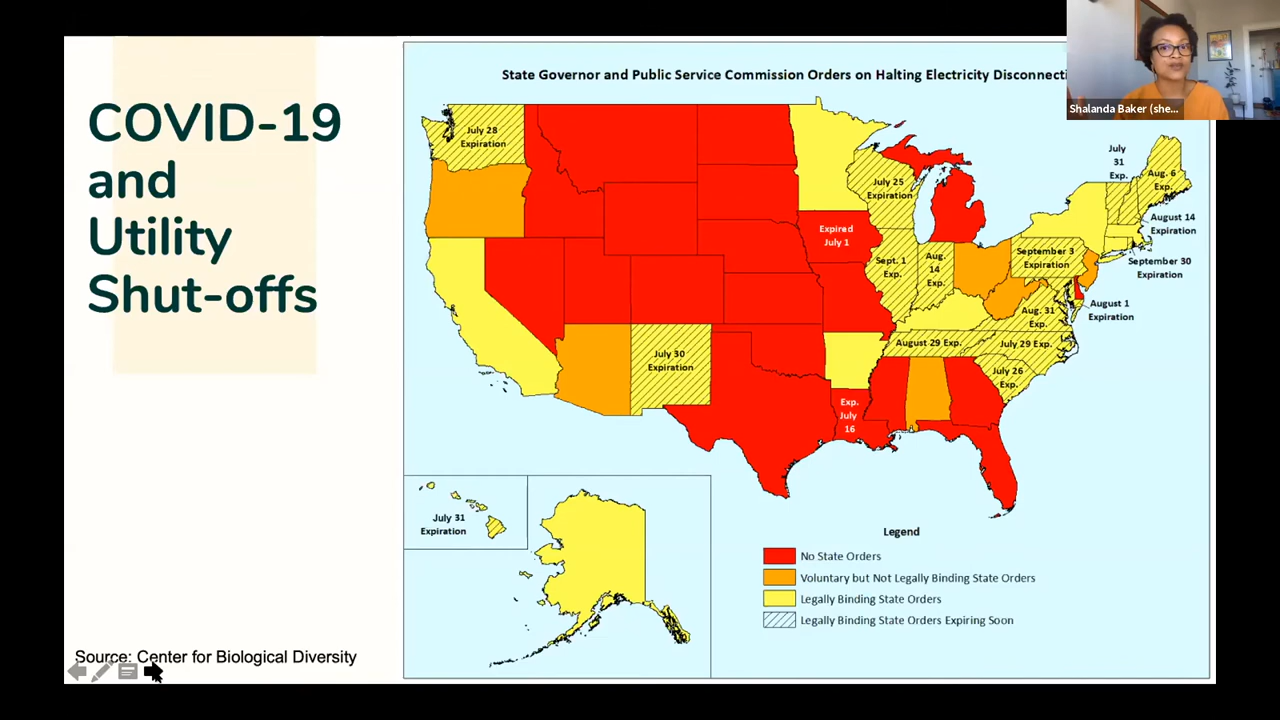 COVID-19
and
Utility
Shut-offs
State Governor and Public Service Commission Orders on Halting Electricity
Shalanda Baker (she...
July 28
Expiration
July 25
Expiration
July
31
Exp.
Aug. 6
Exp.
August 14
Expiration
Expired
July 1
Sept. 1
Exp.
Aug.
14
Exp.
September 3
Expiration
September 30
Expiration
August 1
Expiration
Aug. 31
Exp.
July 30
Expiration
August 29 Exp.
July 29 Exp.
July 26
Exp.
Exp.
July
16
July 31
Expiration
Legend
No State Orders
Voluntary but Not Legally Binding State Orders
Legally Binding State Orders
Legally Binding State Orders Expiring Soon
Source: Center for Biological Diversity